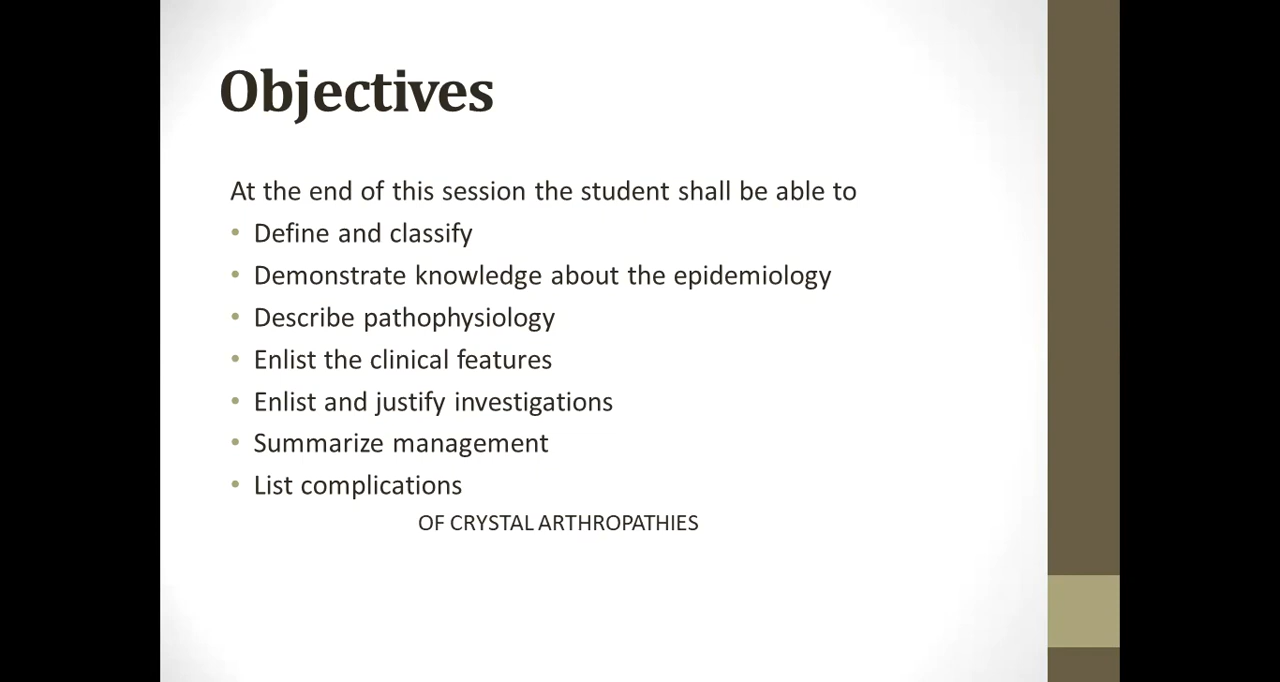 Objectives
At the end of this session the student shall be able to
• Define and classify
• Demonstrate knowledge about the epidemiology
• Describe pathophysiology
• Enlist the clinical features
• Enlist and justify investigations
• Summarize management
• List complications
OF CRYSTAL ARTHROPATHIES